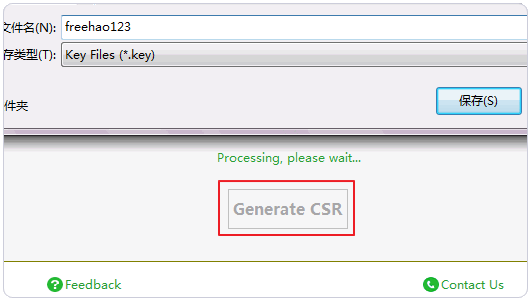 文件名(N): freehao123
存类型(T): Key Files (*.key)
件夹
保存(S)
Processing, please wait...
Generate CSR
Feedback
Contact Us